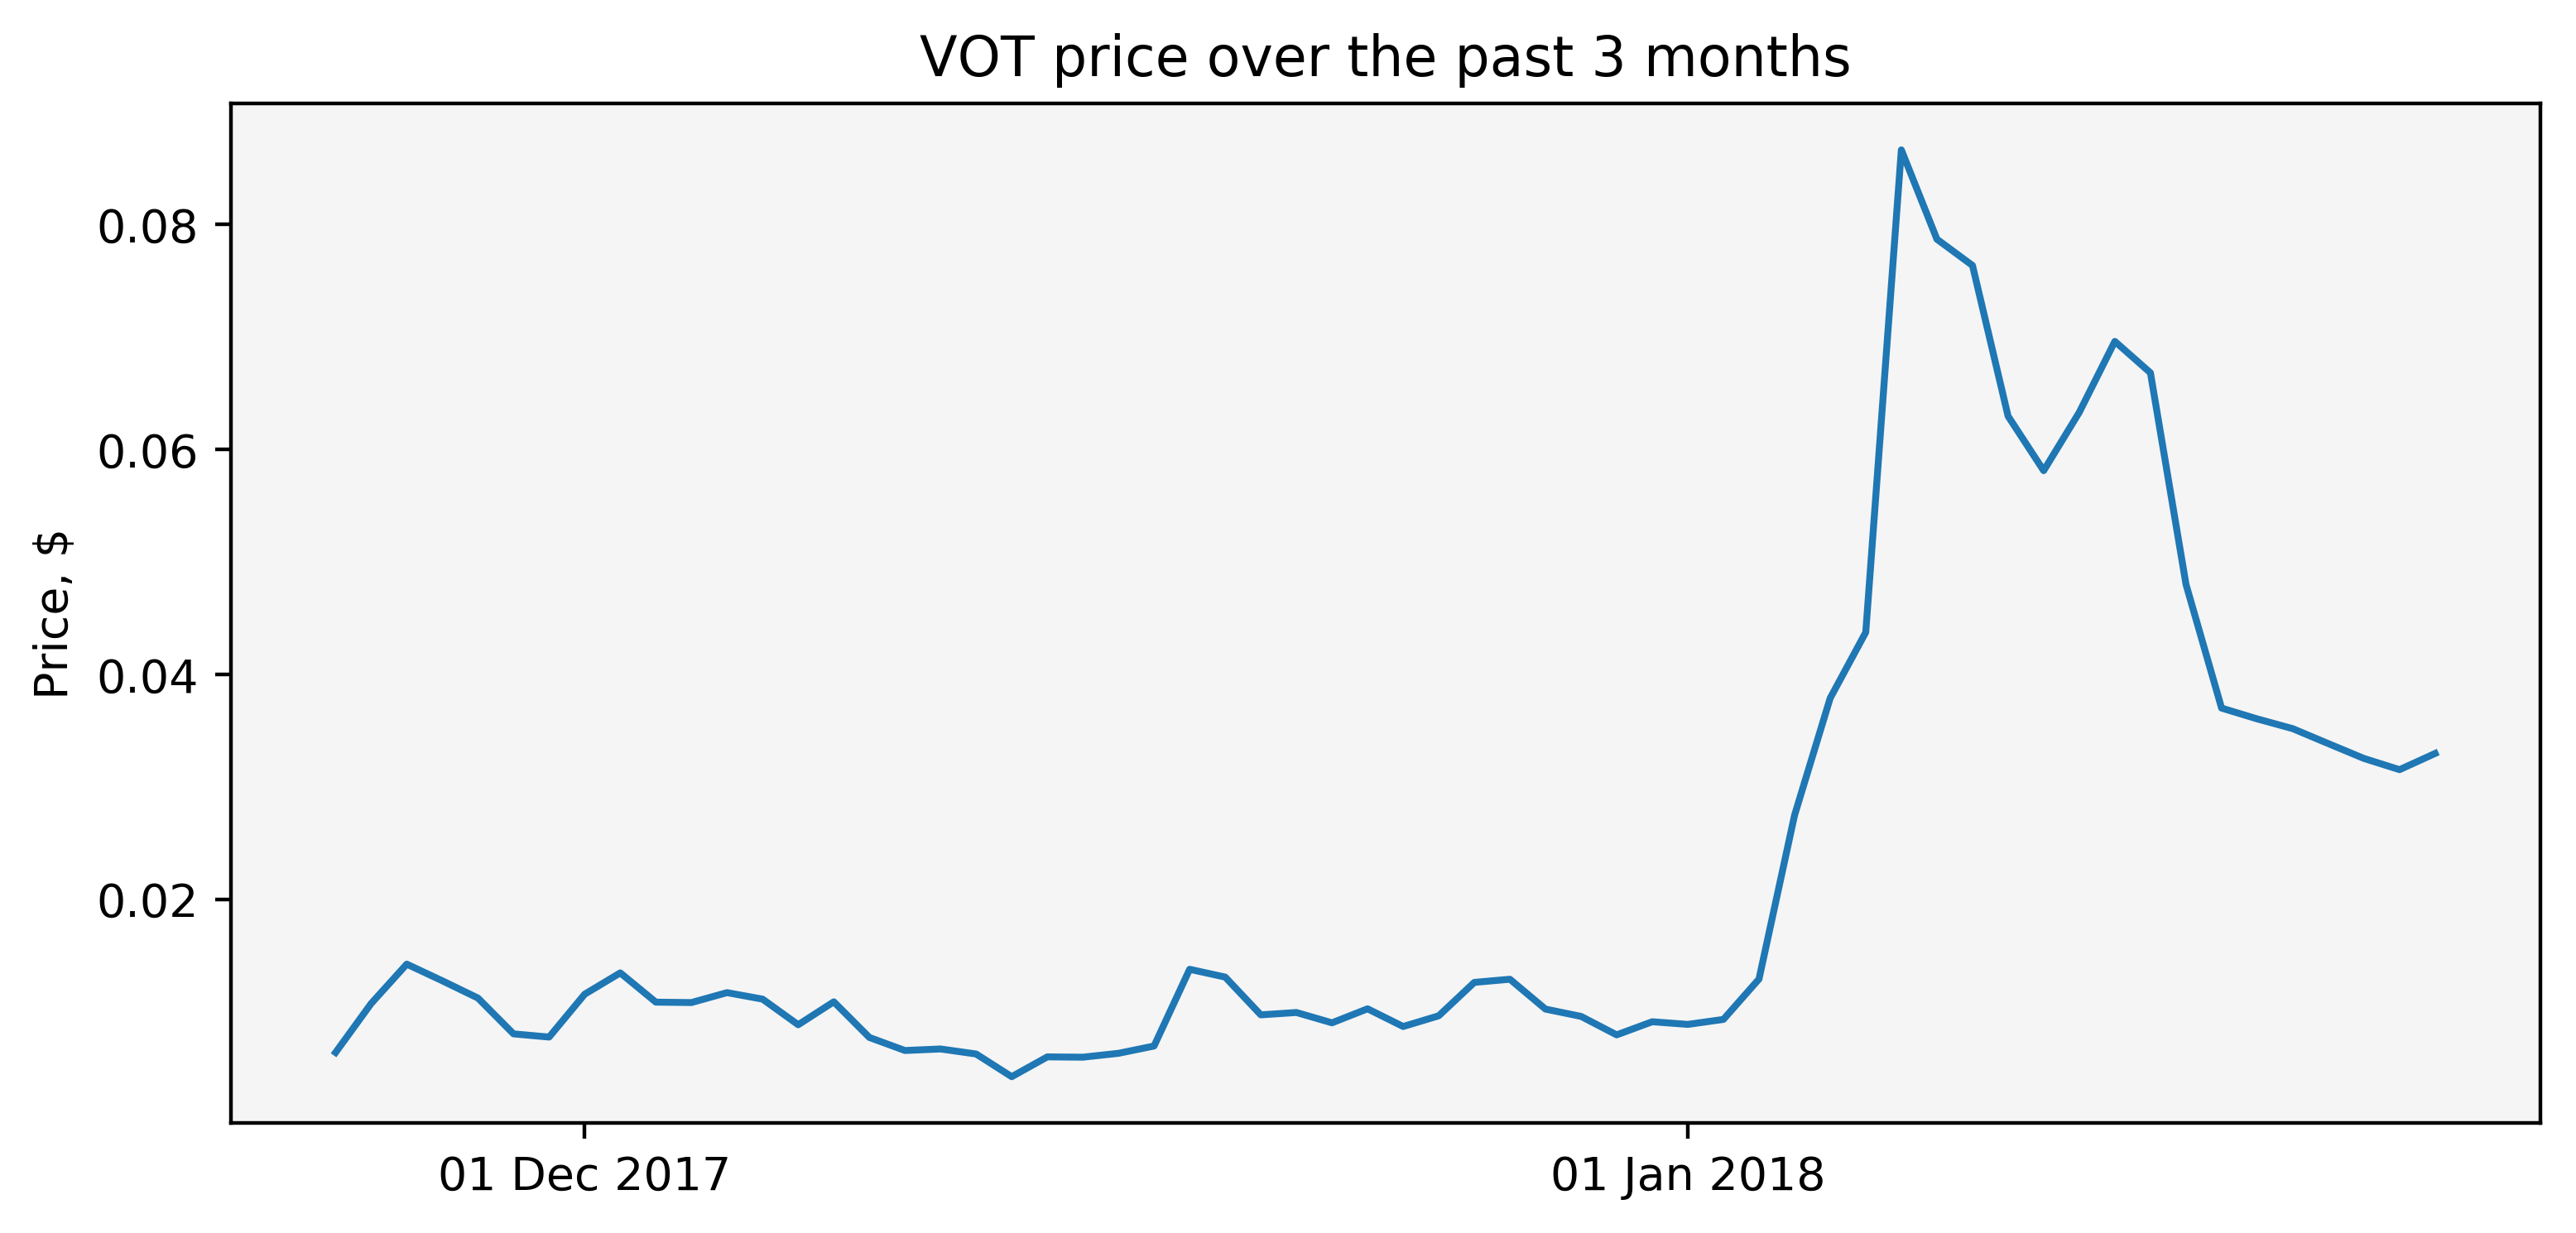 VOT price over the past 3 months
Price, $
0.08
0.06
0.04
0.02
01 Dec 2017
01 Jan 2018